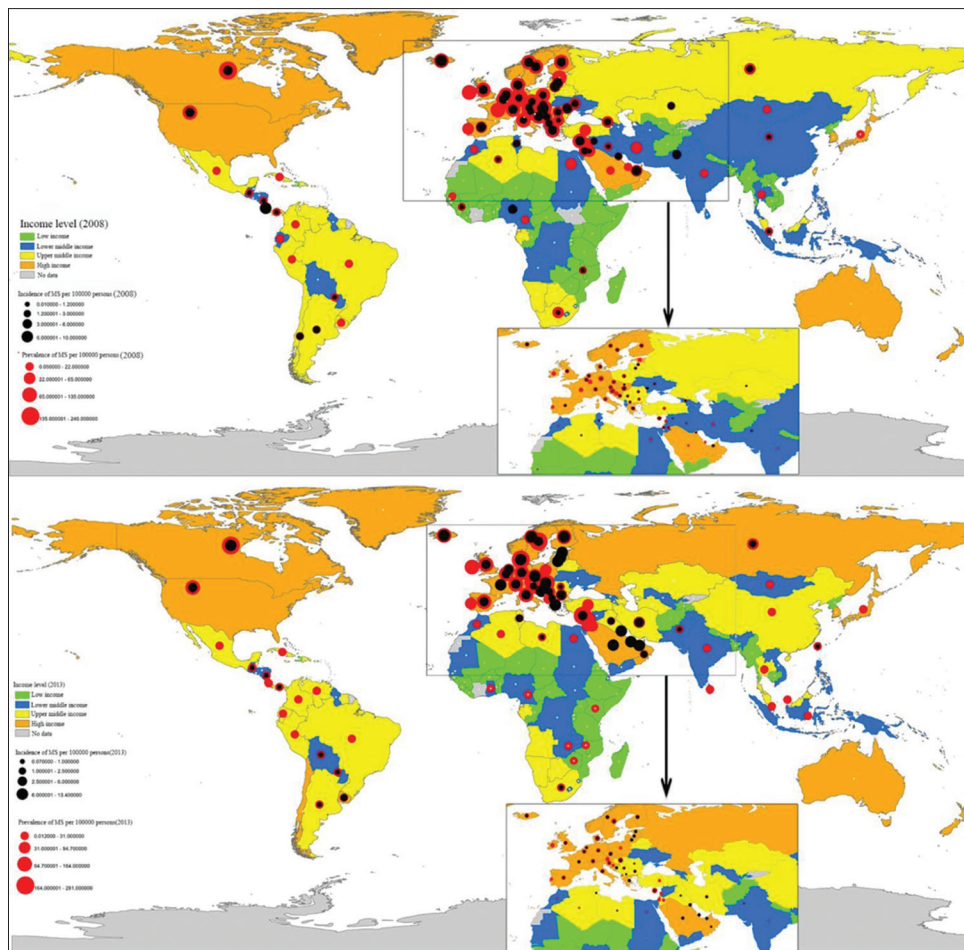 Income level (2008)
Low income
Lower middle income
Upper middle income
High income
No data
Incidence of MS per 100000 persons (2008)
0.010000 - 1.200000
1.200001 - 3.000000
3.000001 - 6.000000
6.000001 - 10.000000
Prevalence of MS per 100000 persons (2008)
22.000001 - 65.000000
65.000001 - 135.000000
135.000001 - 240.000000
Income level (2013)
Low income
Lower middle income
Upper middle income
High income
No data
Incidence of MS per 100000 persons(2013)
0.070000 - 1.000000
1.000001 - 2.500000
2.500001 - 6.000000
6.000001 - 13.400000
Prevalence of MS per 100000 persons(2013)
0.012000 - 31.000000
31.000001 - 94.700000
94.700001 - 164.000000
164.000001 - 291.000000